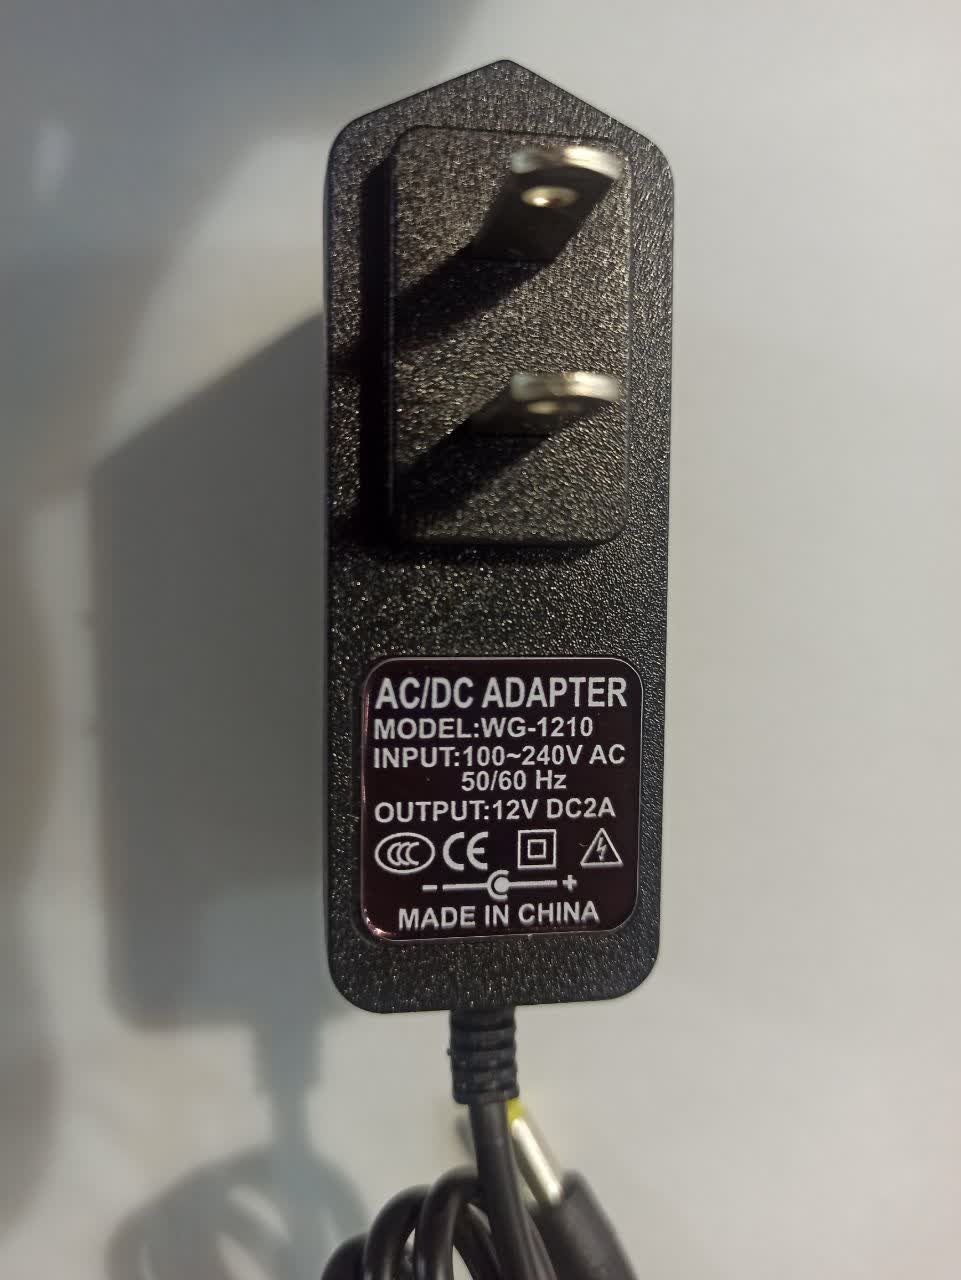 AC/DC ADAPTER
MODEL:WG-1210
INPUT:100~240V AC
50/60 Hz
OUTPUT:12V DC2A
CCC CE
- +
MADE IN CHINA